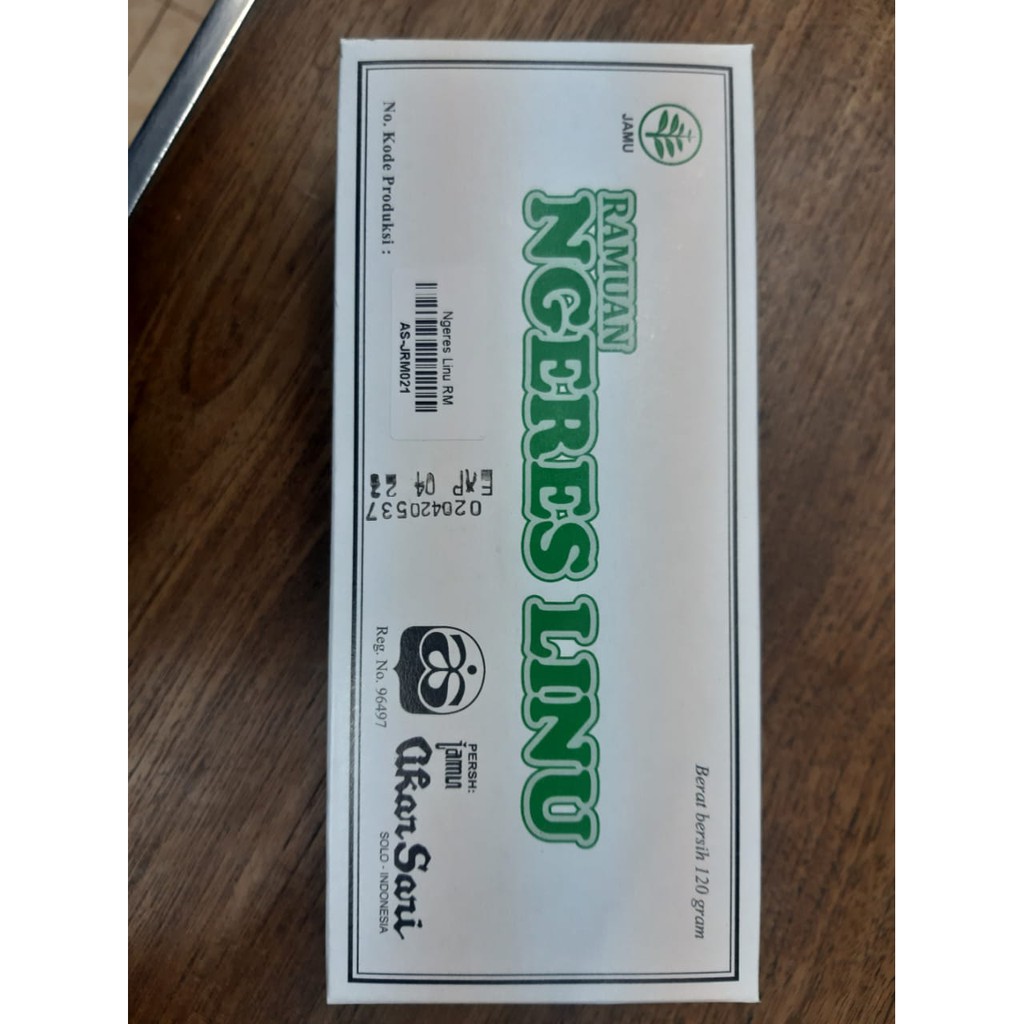 JAMU
Berat bersih 120 gram
RAMUAN
NGERES LINU
No. Kode Produksi :
Ngeres Linu RM
AS-JRM021
020420537
EXP 04
Reg. No. 96497
PERSH:
jamu
Akar Sari
SOLO - INDONESIA